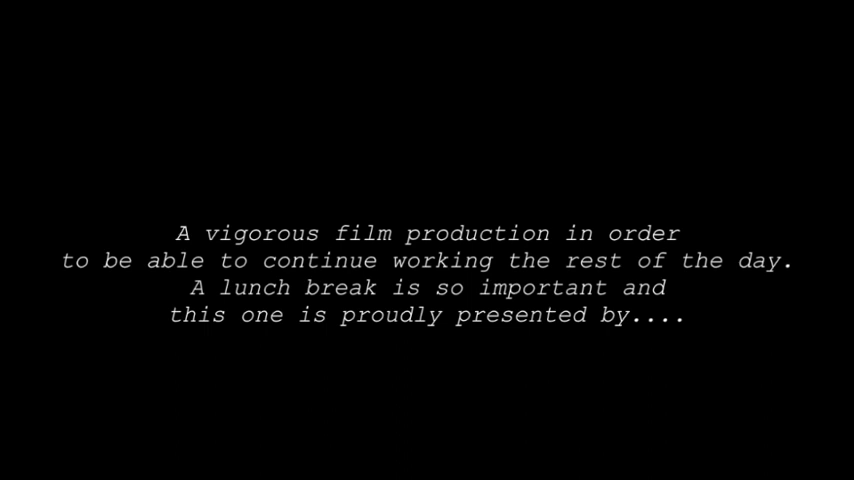 A vigorous film production in order
to be able to continue working the rest of the day.
A lunch break is so important and
this one is proudly presented by....